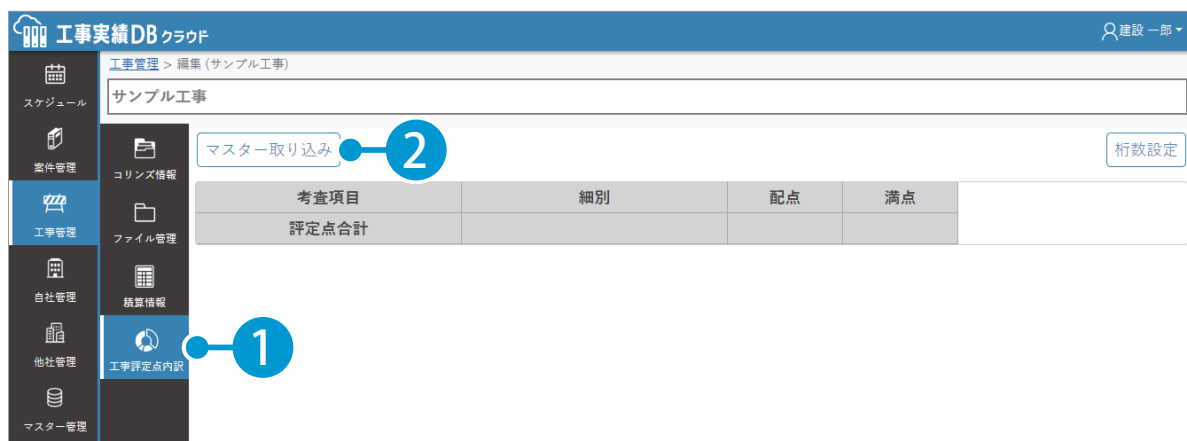 工事実績DB クラウド
建設 一郎
スケジュール
案件管理
工事管理
自社管理
他社管理
マスター管理
工事管理 > 編集 (サンプル工事)
サンプル工事
コリンズ情報
ファイル管理
積算情報
工事評定点内訳
1
マスター取り込み
2
桁数設定
考査項目 細別 配点 満点
評定点合計